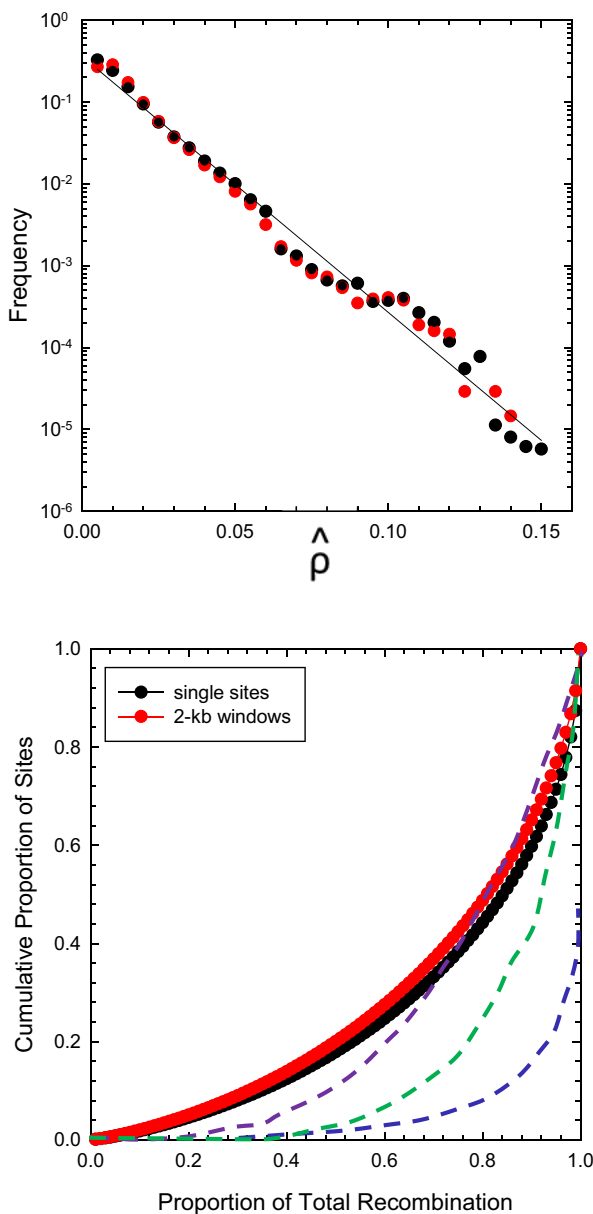 10⁰
10⁻¹
10⁻²
10⁻³
10⁻⁴
10⁻⁵
10⁻⁶
Frequency
0.00 0.05 0.10 0.15
ρ̂
1.0
0.8
0.6
0.4
0.2
0.0
Cumulative Proportion of Sites
single sites
2-kb windows
0.0 0.2 0.4 0.6 0.8 1.0
Proportion of Total Recombination